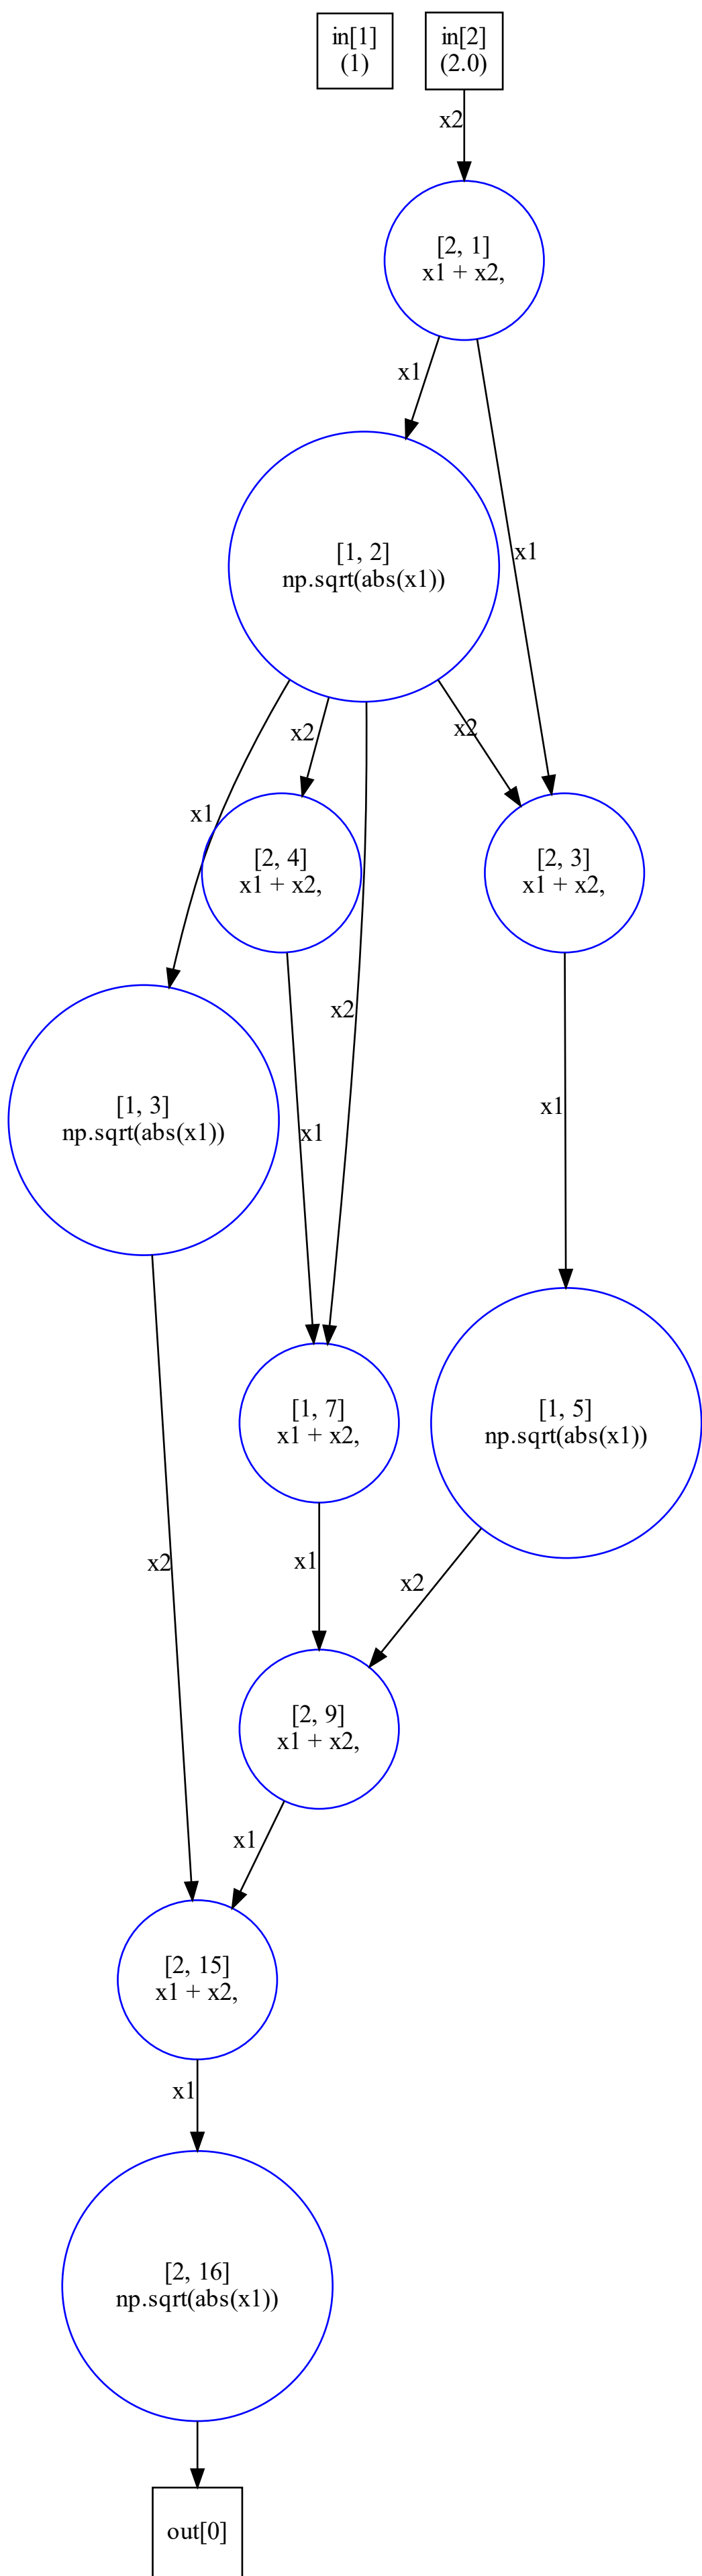 in[1]
(1)
in[2]
(2.0)
x2
[2, 1]
x1 + x2,
x1
x1
[1, 2]
np.sqrt(abs(x1))
x2
x2
x1
[2, 4]
x1 + x2,
[2, 3]
x1 + x2,
x2
[1, 3]
np.sqrt(abs(x1))
x1
x1
[1, 7]
x1 + x2,
[1, 5]
np.sqrt(abs(x1))
x2
x1
x2
[2, 9]
x1 + x2,
x1
[2, 15]
x1 + x2,
x1
[2, 16]
np.sqrt(abs(x1))
out[0]